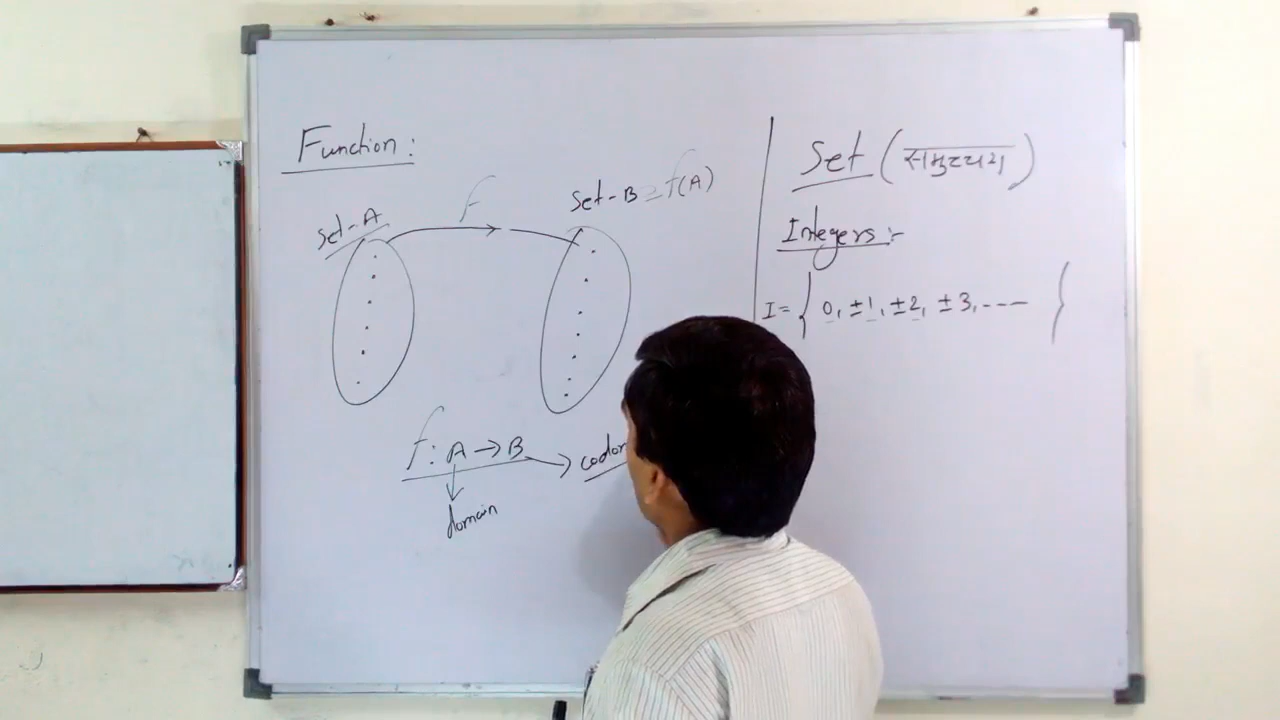 Function:
Set-A
f
Set-B = f(A)
f: A → B → codom
domain
Set (समुच्चय)
Integers:-
I = { 0, ±1, ±2, ±3, --- }